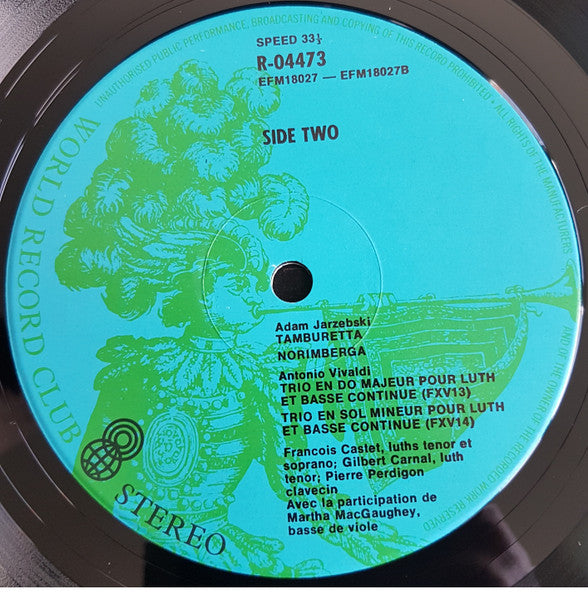 UNAUTHORISED PUBLIC PERFORMANCE, BROADCASTING AND COPYING OF THIS RECORD PROHIBITED • ALL RIGHTS OF THE MANUFACTURERS
AND OF THE OWNER OF THE RECORDED WORK RESERVED
SPEED 33⅓
R-04473
EFM18027 — EFM18027B
SIDE TWO
WORLD RECORD CLUB
Adam Jarzebski
TAMBURETTA
NORIMBERGA
Antonio Vivaldi
TRIO EN DO MAJEUR POUR LUTH
ET BASSE CONTINUE (FXV13)
TRIO EN SOL MINEUR POUR LUTH
ET BASSE CONTINUE (FXV14)
Francois Castet, luths tenor et
soprano; Gilbert Carnal, luth
tenor; Pierre Perdigon
clavecin
Avec la participation de
Martha MacGaughey,
basse de viole
STEREO